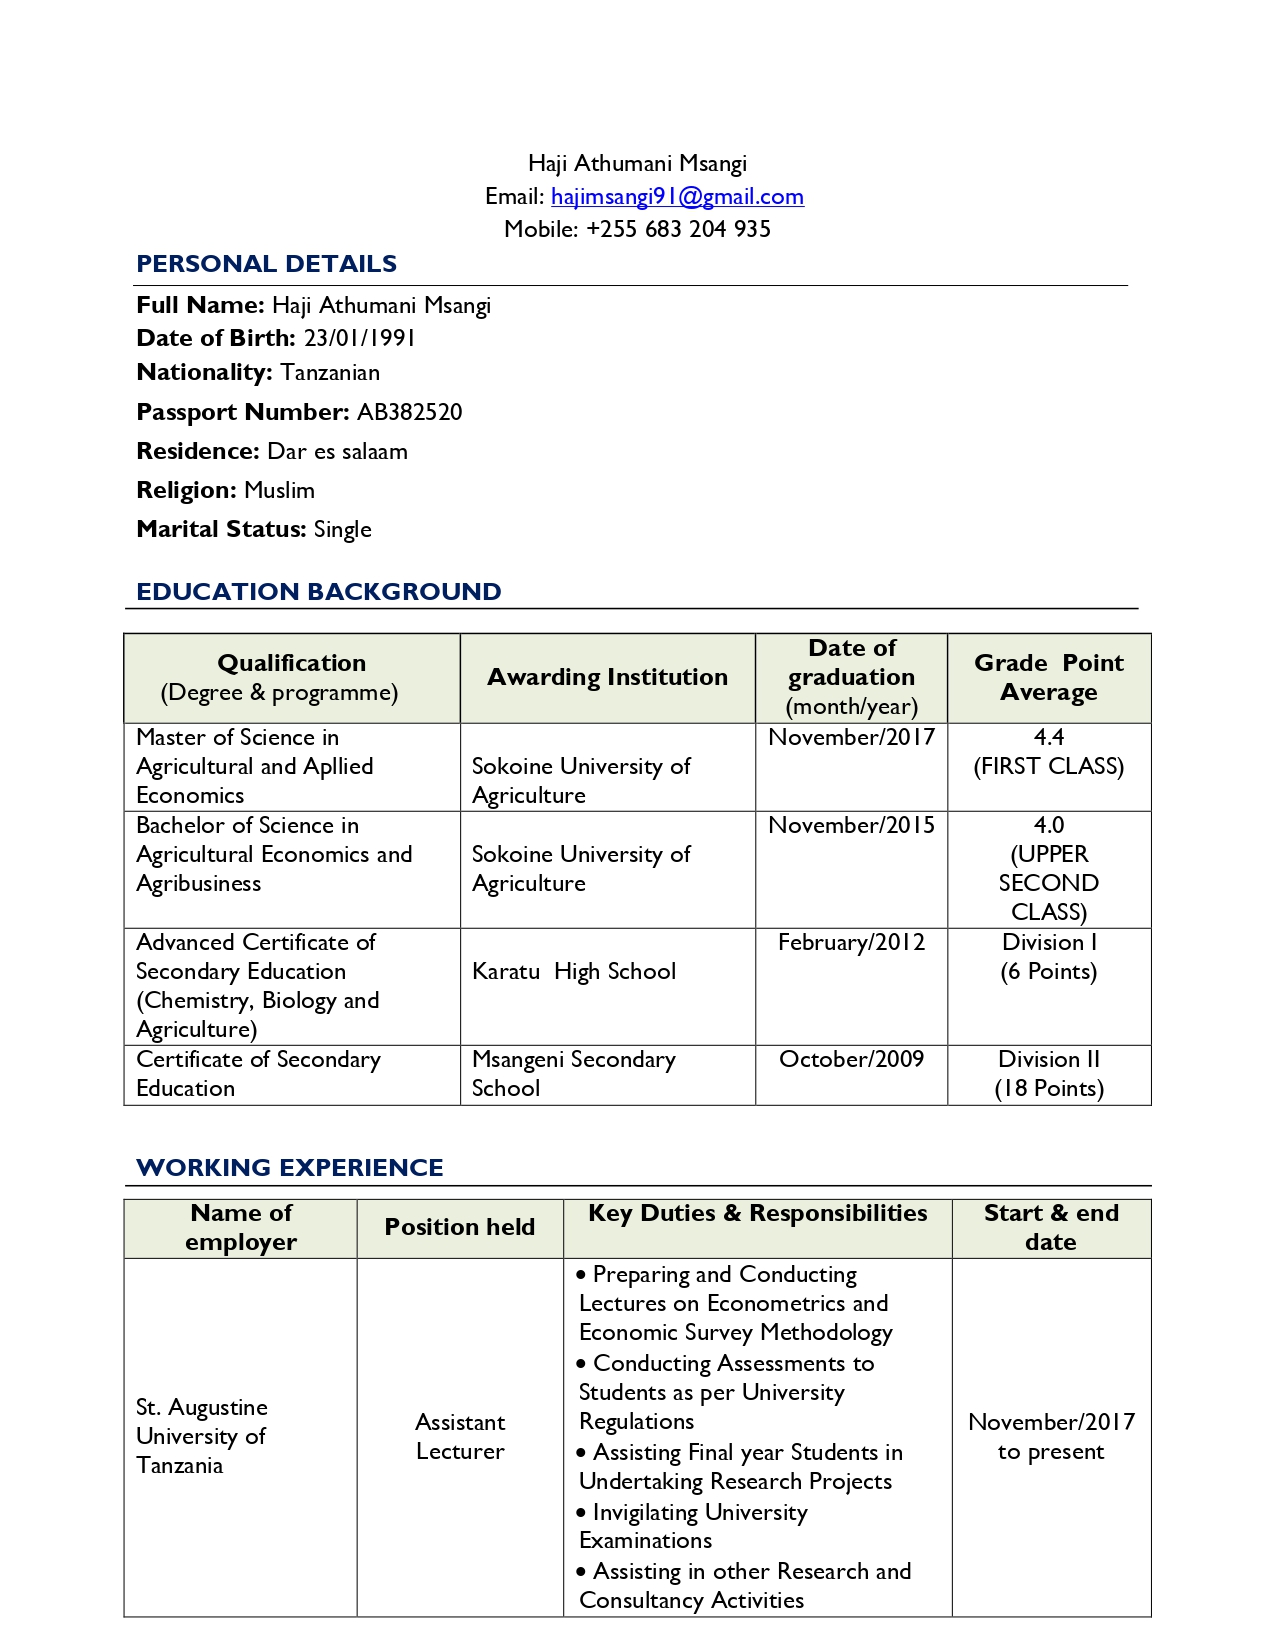 Haji Athumani Msangi
Email: hajimsangi91@gmail.com
Mobile: +255 683 204 935
PERSONAL DETAILS
Full Name: Haji Athumani Msangi
Date of Birth: 23/01/1991
Nationality: Tanzanian
Passport Number: AB382520
Residence: Dar es salaam
Religion: Muslim
Marital Status: Single
EDUCATION BACKGROUND
Qualification
(Degree & programme)
Awarding Institution
Date of
graduation
(month/year)
Grade Point
Average
Master of Science in
Agricultural and Apllied
Economics
Sokoine University of
Agriculture
November/2017
4.4
(FIRST CLASS)
Bachelor of Science in
Agricultural Economics and
Agribusiness
Sokoine University of
Agriculture
November/2015
4.0
(UPPER
SECOND
CLASS)
Advanced Certificate of
Secondary Education
(Chemistry, Biology and
Agriculture)
Karatu High School
February/2012
Division I
(6 Points)
Certificate of Secondary
Education
Msangeni Secondary
School
October/2009
Division II
(18 Points)
WORKING EXPERIENCE
Name of
employer
Position held
Key Duties & Responsibilities
Start & end
date
St. Augustine
University of
Tanzania
Assistant
Lecturer
• Preparing and Conducting
Lectures on Econometrics and
Economic Survey Methodology
• Conducting Assessments to
Students as per University
Regulations
• Assisting Final year Students in
Undertaking Research Projects
• Invigilating University
Examinations
• Assisting in other Research and
Consultancy Activities
November/2017
to present